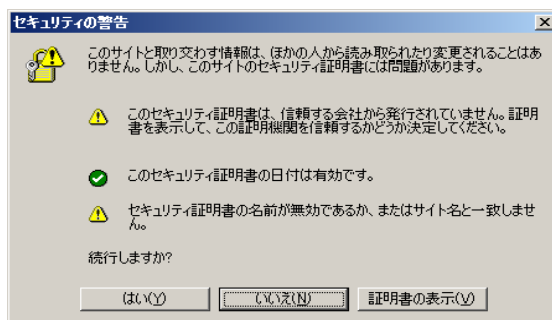 セキュリティの警告
このサイトと取り交わす情報は、ほかの人から読み取られたり変更されることはあ
りません。しかし、このサイトのセキュリティ証明書には問題があります。
このセキュリティ証明書は、信頼する会社から発行されていません。証明
書を表示して、この証明機関を信頼するかどうか決定してください。
このセキュリティ証明書の日付は有効です。
セキュリティ証明書の名前が無効であるか、またはサイト名と一致しませ
ん。
続行しますか?
はい(Y) いいえ(N) 証明書の表示(V)